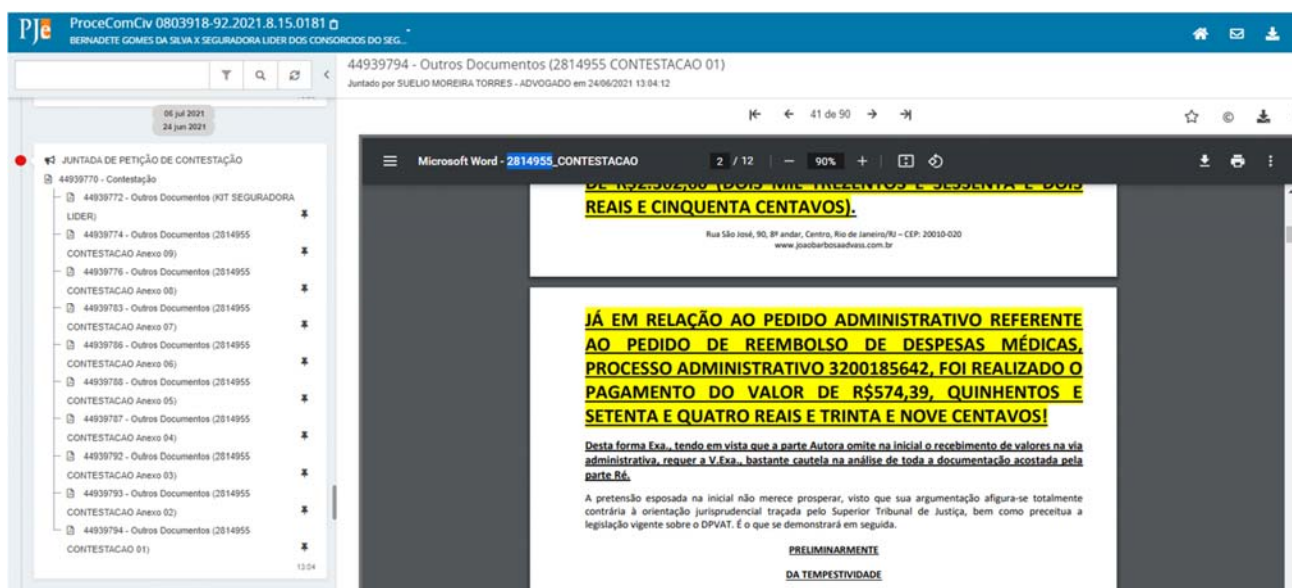 PJe
ProceComCiv 0803918-92.2021.8.15.0181
BERNADETE GOMES DA SILVA X SEGURADORA LIDER DOS CONSORCIOS DO SEG...
05 jul 2021
24 jun 2021
JUNTADA DE PETIÇÃO DE CONTESTAÇÃO
44939770 - Contestação
44939772 - Outros Documentos (KIT SEGURADORA
LIDER)
44939774 - Outros Documentos (2814955
CONTESTACAO Anexo 09)
44939776 - Outros Documentos (2814955
CONTESTACAO Anexo 08)
44939783 - Outros Documentos (2814955
CONTESTACAO Anexo 07)
44939786 - Outros Documentos (2814955
CONTESTACAO Anexo 06)
44939788 - Outros Documentos (2814955
CONTESTACAO Anexo 05)
44939787 - Outros Documentos (2814955
CONTESTACAO Anexo 04)
44939792 - Outros Documentos (2814955
CONTESTACAO Anexo 03)
44939793 - Outros Documentos (2814955
CONTESTACAO Anexo 02)
44939794 - Outros Documentos (2814955
CONTESTACAO 01)
13:04
44939794 - Outros Documentos (2814955 CONTESTACAO 01)
Juntado por SUELIO MOREIRA TORRES - ADVOGADO em 24/06/2021 13:04:12
41 de 90
Microsoft Word - 2814955_CONTESTACAO
2 / 12
90%
DE R$2.362,00 (DOIS MIL TREZENTOS E SESSENTA E DOIS
REAIS E CINQUENTA CENTAVOS).
Rua São José, 90, 8º andar, Centro, Rio de Janeiro/RJ – CEP: 20010-020
www.joaobarbosaadvass.com.br
JÁ EM RELAÇÃO AO PEDIDO ADMINISTRATIVO REFERENTE
AO PEDIDO DE REEMBOLSO DE DESPESAS MÉDICAS,
PROCESSO ADMINISTRATIVO 3200185642, FOI REALIZADO O
PAGAMENTO DO VALOR DE R$574,39, QUINHENTOS E
SETENTA E QUATRO REAIS E TRINTA E NOVE CENTAVOS!
Desta forma Exa., tendo em vista que a parte Autora omite na inicial o recebimento de valores na via
administrativa, requer a V.Exa., bastante cautela na análise de toda a documentação acostada pela
parte Ré.
A pretensão esposada na inicial não merece prosperar, visto que sua argumentação afigura-se totalmente
contrária à orientação jurisprudencial traçada pelo Superior Tribunal de Justiça, bem como preceitua a
legislação vigente sobre o DPVAT. É o que se demonstrará em seguida.
PRELIMINARMENTE
DA TEMPESTIVIDADE